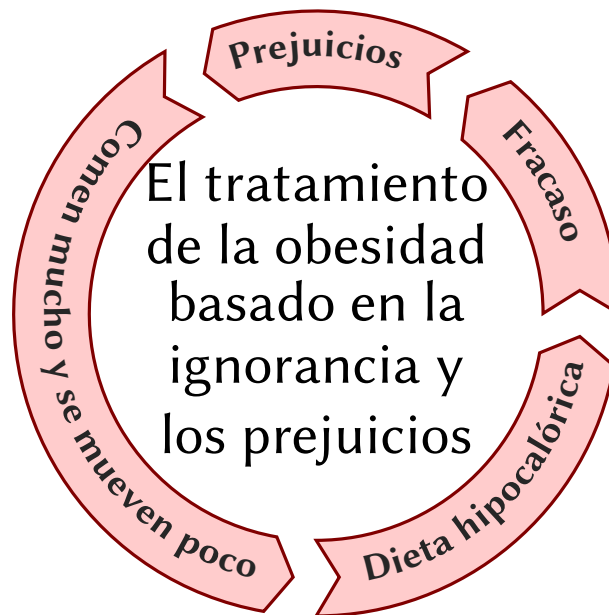 Prejuicios
Fracaso
Comen mucho y se mueven poco
El tratamiento
de la obesidad
basado en la
ignorancia y
los prejuicios
Dieta hipocalórica